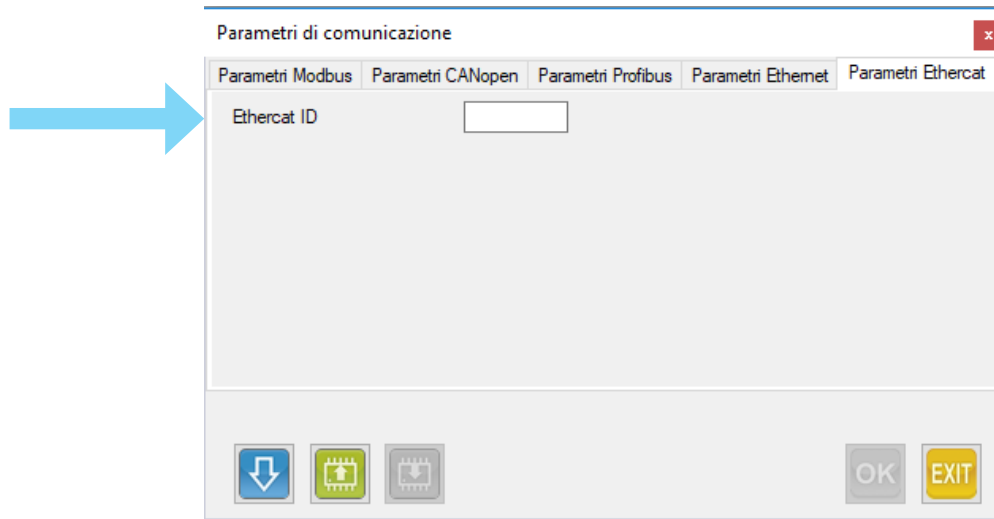 Parametri di comunicazione
x
Parametri Modbus Parametri CANopen Parametri Profibus Parametri Ethernet Parametri Ethercat
Ethercat ID
OK EXIT